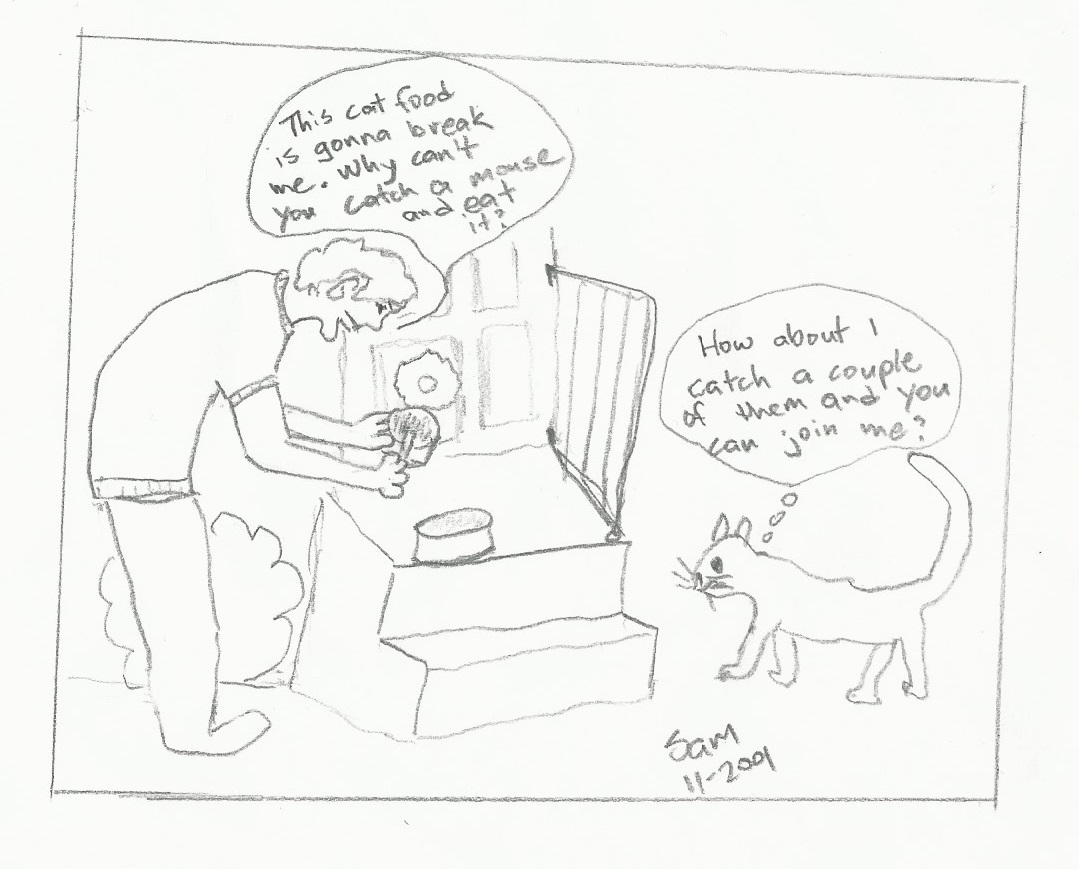 This cat food
is gonna break
me. Why can't
you catch a mouse
and eat
it?
How about I
catch a couple
of them and you
can join me?
Sam
11-2001